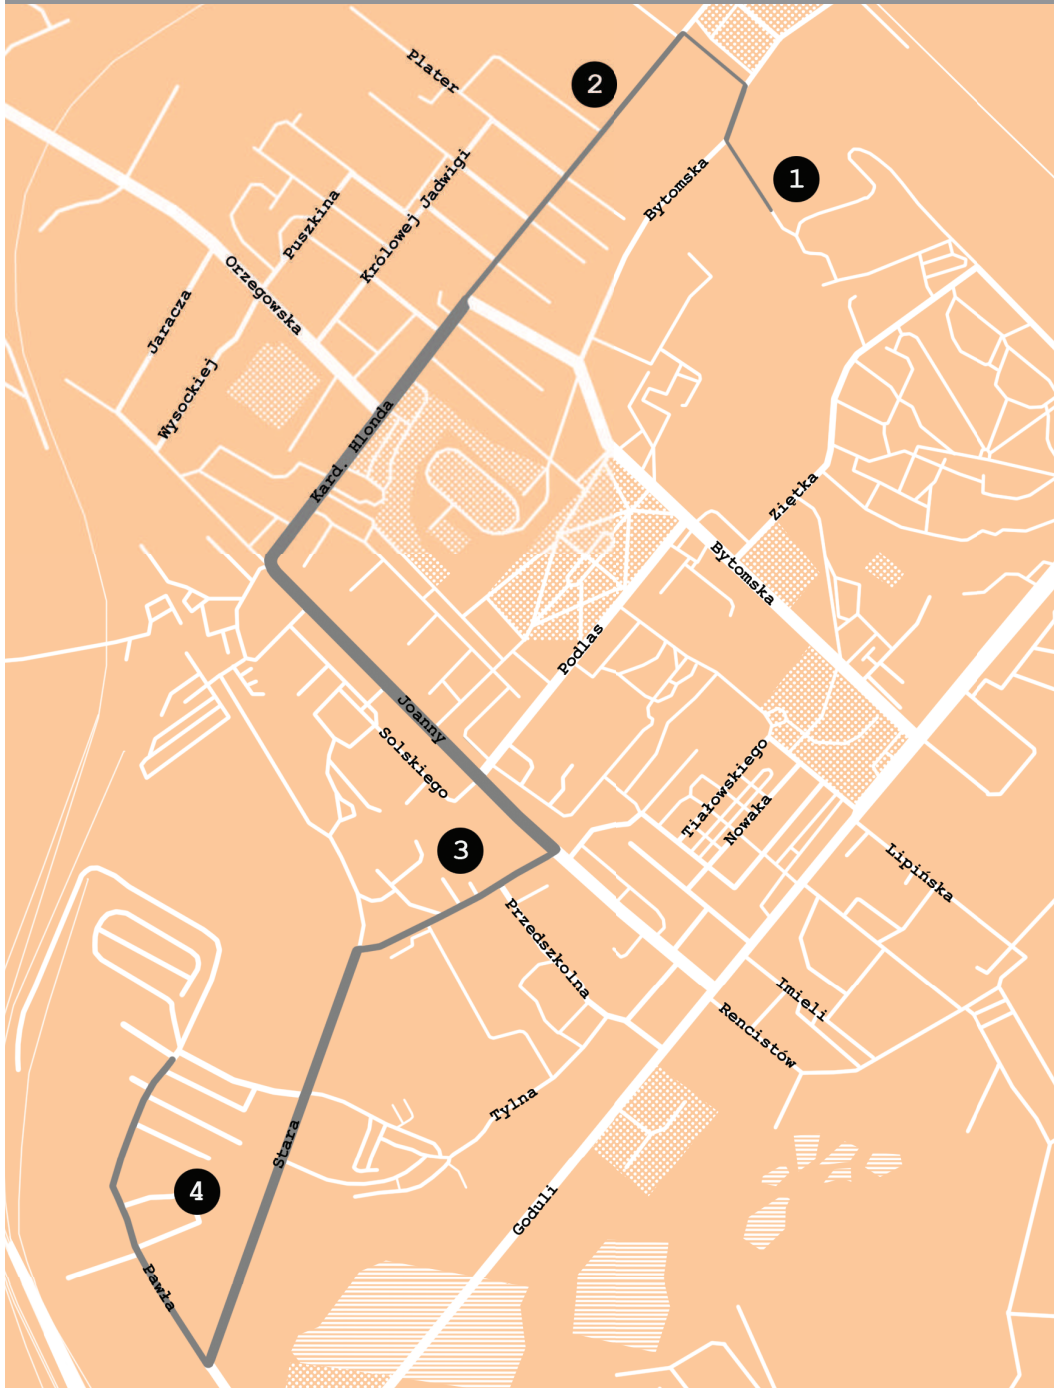 Plater
2
1
Bytomska
Królowej Jadwigi
Puszkina
Orzegowska
Jaracza
Wysockiej
Kard. Hlonda
Ziętka
Bytomska
Podlas
Joanny
Solskiego
Tiałowskiego
Nowaka
3
Lipińska
Przedszkolna
Imieli
Rencistów
Tylna
Stara
4
Goduli
Pawła